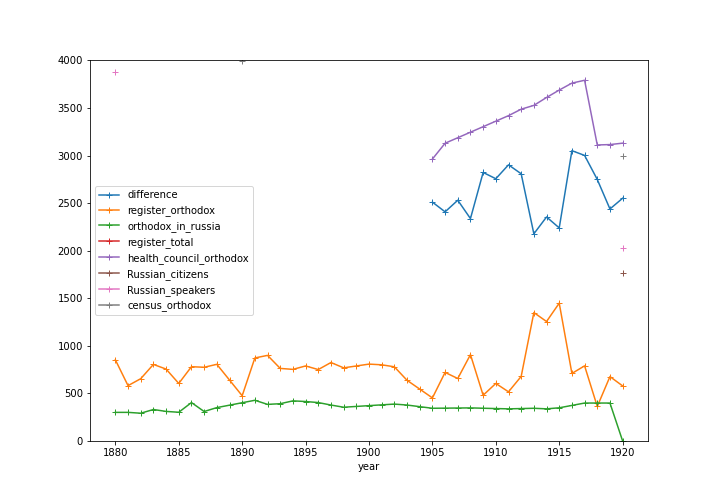 4000
3500
3000
2500
2000
1500
1000
500
0
difference
register_orthodox
orthodox_in_russia
register_total
health_council_orthodox
Russian_citizens
Russian_speakers
census_orthodox
1880 1885 1890 1895 1900 1905 1910 1915 1920
year